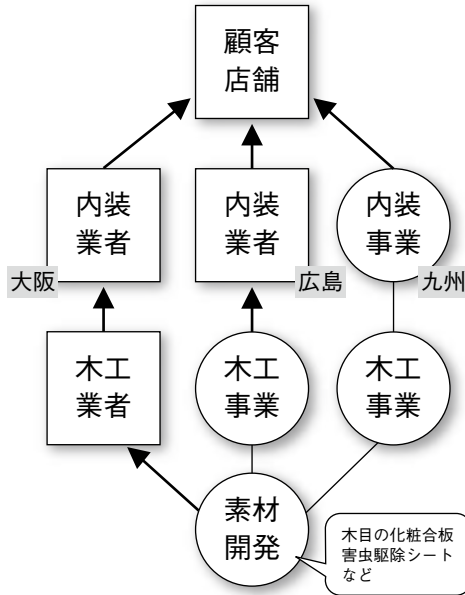 顧客
店舗
内装
業者
内装
業者
内装
事業
大阪
広島
九州
木工
業者
木工
事業
木工
事業
素材
開発
木目の化粧合板
害虫駆除シート
など